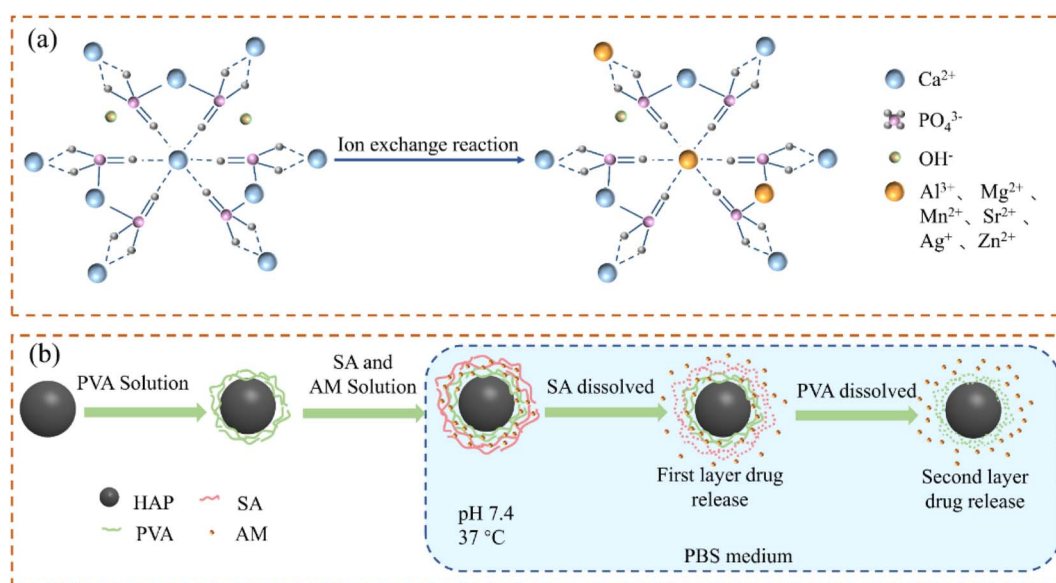 (a)
Ion exchange reaction
Ca²⁺
PO₄³⁻
OH⁻
Al³⁺、 Mg²⁺、
Mn²⁺、 Sr²⁺、
Ag⁺、Zn²⁺
(b)
PVA Solution
SA and
AM Solution
SA dissolved
PVA dissolved
First layer drug
release
Second layer
drug release
HAP
SA
PVA
AM
pH 7.4
37 °C
PBS medium